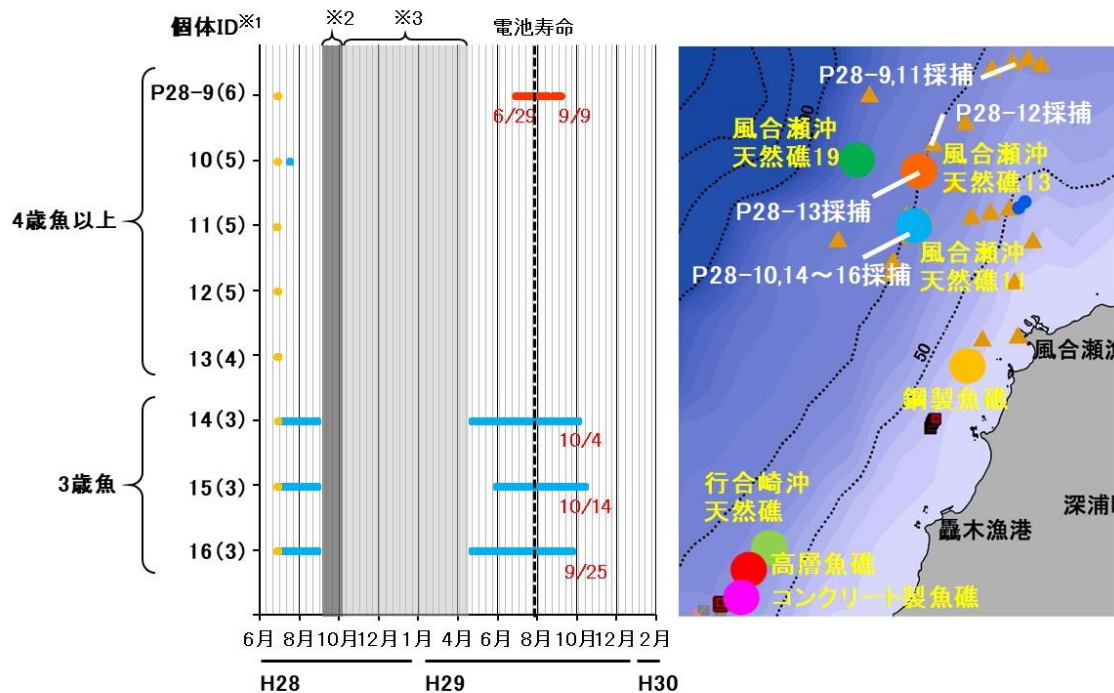 個体ID※1
※2
※3
電池寿命
4歳魚以上
P28-9(6)
6/29
9/9
10(5)
11(5)
12(5)
13(4)
3歳魚
14(3)
10/4
15(3)
10/14
16(3)
9/25
6月 8月 10月 12月 1月 4月 6月 8月 10月 12月 2月
H28 H29 H30
P28-9,11採捕
P28-12採捕
風合瀬沖
天然礁19
風合瀬沖
天然礁13
P28-13採捕
P28-10,14～16採捕
風合瀬沖
天然礁11
50
風合瀬漁
鋼製魚礁
行合崎沖
天然礁
深浦
轟木漁港
高層魚礁
コンクリート製魚礁